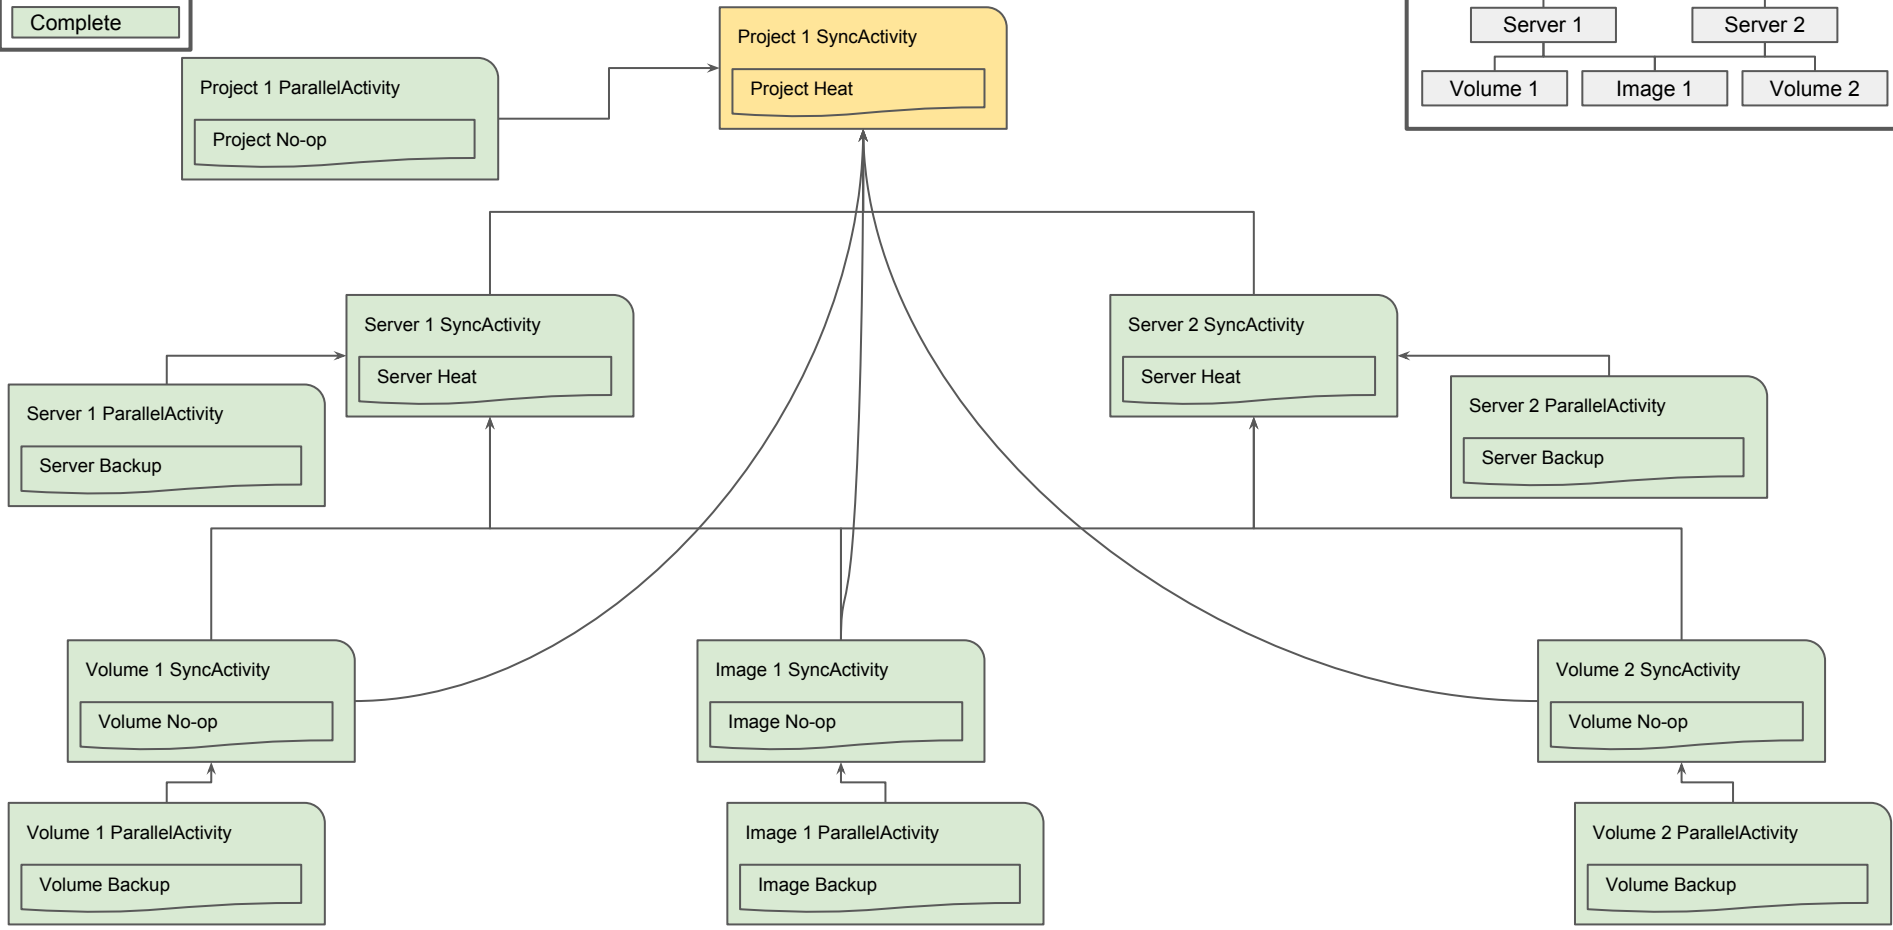 Complete
Server 1
Server 2
Volume 1
Image 1
Volume 2
Project 1 SyncActivity
Project Heat
Project 1 ParallelActivity
Project No-op
Server 1 SyncActivity
Server Heat
Server 2 SyncActivity
Server Heat
Server 1 ParallelActivity
Server Backup
Server 2 ParallelActivity
Server Backup
Volume 1 SyncActivity
Volume No-op
Image 1 SyncActivity
Image No-op
Volume 2 SyncActivity
Volume No-op
Volume 1 ParallelActivity
Volume Backup
Image 1 ParallelActivity
Image Backup
Volume 2 ParallelActivity
Volume Backup